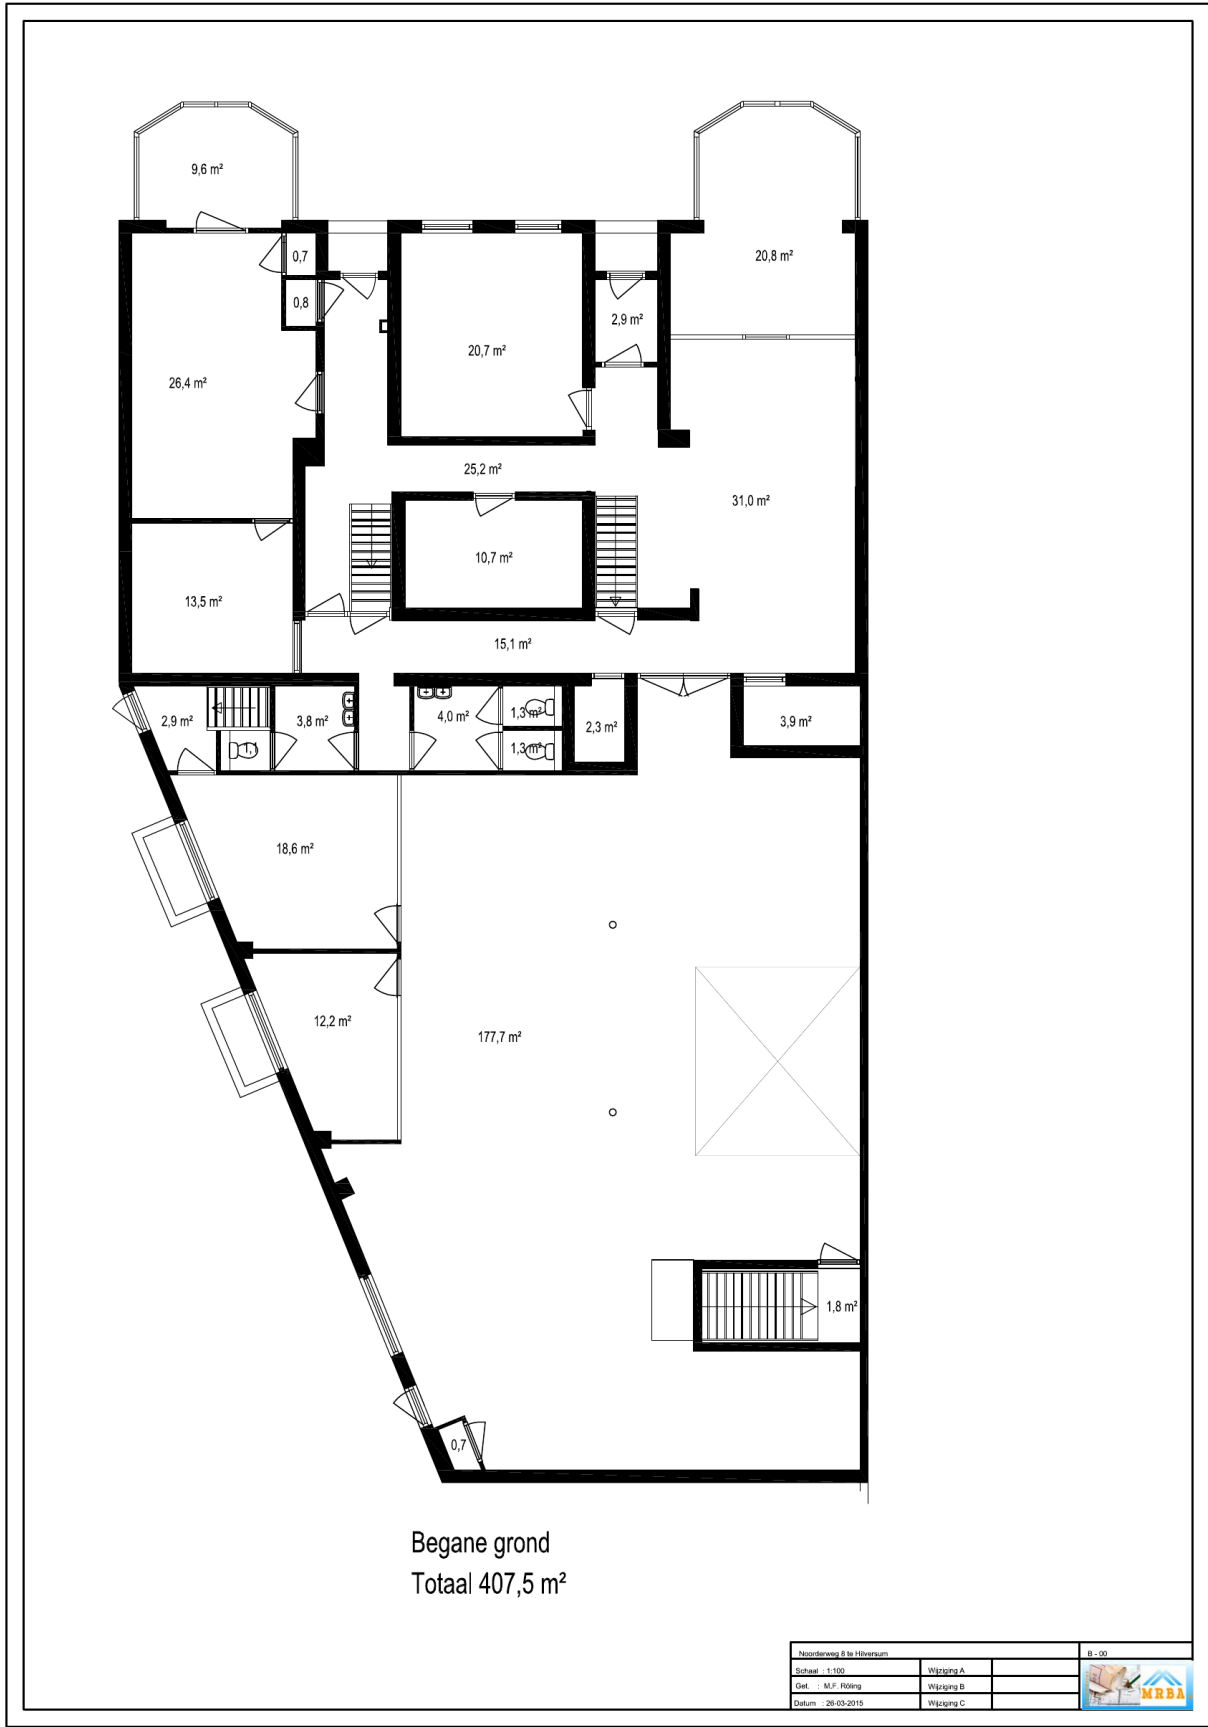 9,6 m²
0,7
20,8 m²
0,8
2,9 m²
20,7 m²
26,4 m²
25,2 m²
31,0 m²
10,7 m²
13,5 m²
15,1 m²
2,9 m²
3,8 m²
4,0 m²
1,3 m²
2,3 m²
3,9 m²
1,3 m²
18,6 m²
12,2 m²
177,7 m²
1,8 m²
0,7
Begane grond
Totaal 407,5 m²
Noorderweg 8 te Hilversum
B - 00
Schaal : 1:100
Wijziging A
Get. : M.F. Röling
Wijziging B
Datum : 26-03-2015
Wijziging C
MRBA